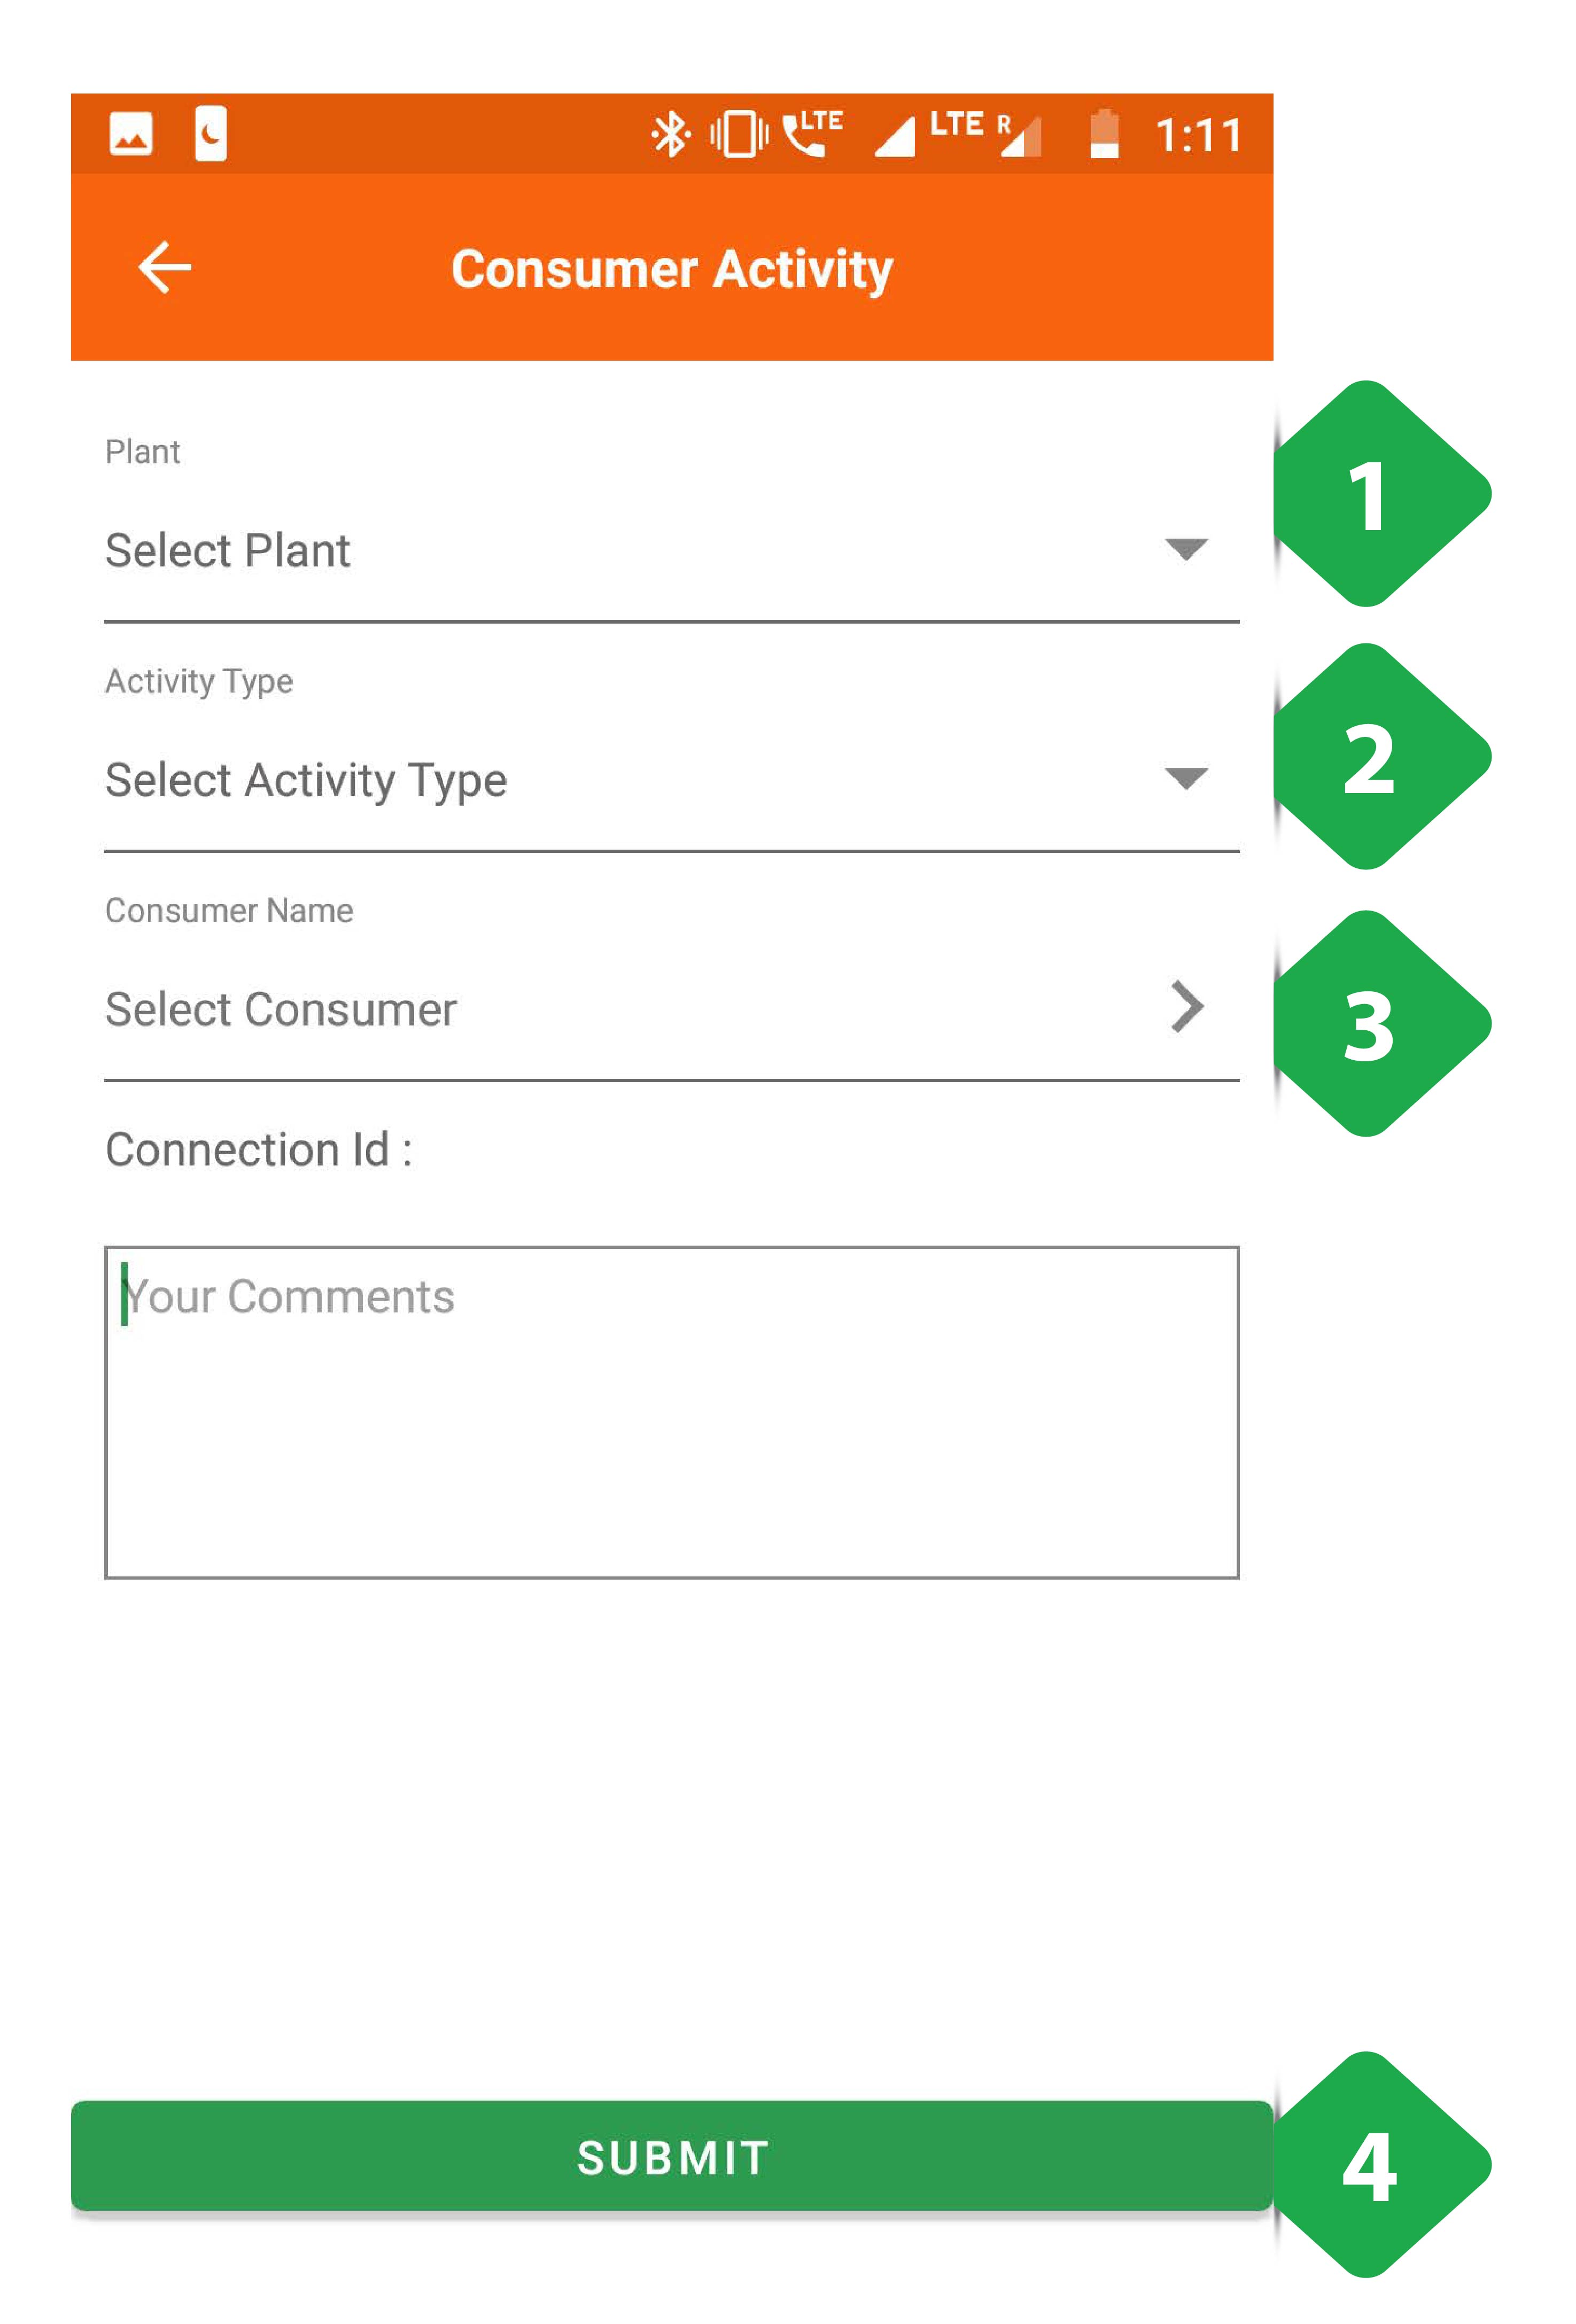 LTE LTE R 1:11
Consumer Activity
Plant
Select Plant
1
Activity Type
Select Activity Type
2
Consumer Name
Select Consumer
3
Connection Id :
Your Comments
SUBMIT
4